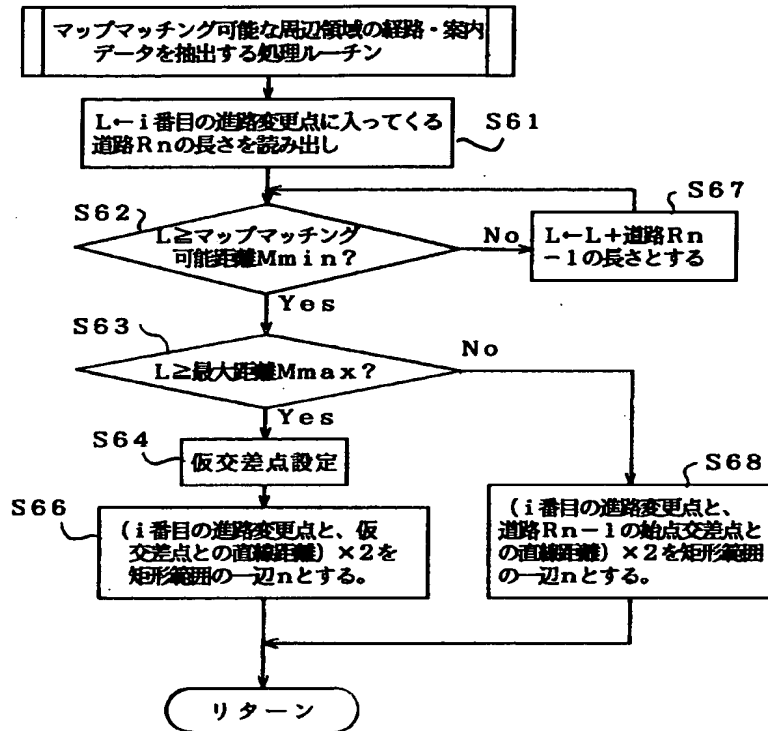 マップマッチング可能な周辺領域の経路・案内
データを抽出する処理ルーチン
L←i番目の進路変更点に入ってくる
道路Rnの長さを読み出し
S61
S67
S62
L≧マップマッチング
可能距離Mmin?
No
L←L+道路Rn
-1の長さとする
Yes
S63
L≧最大距離Mmax?
No
Yes
S64
仮交差点設定
S68
S66
(i番目の進路変更点と、仮
交差点との直線距離)×2を
矩形範囲の一辺nとする。
(i番目の進路変更点と、
道路Rn-1の始点交差点と
の直線距離)×2を矩形範囲
の一辺nとする。
リターン